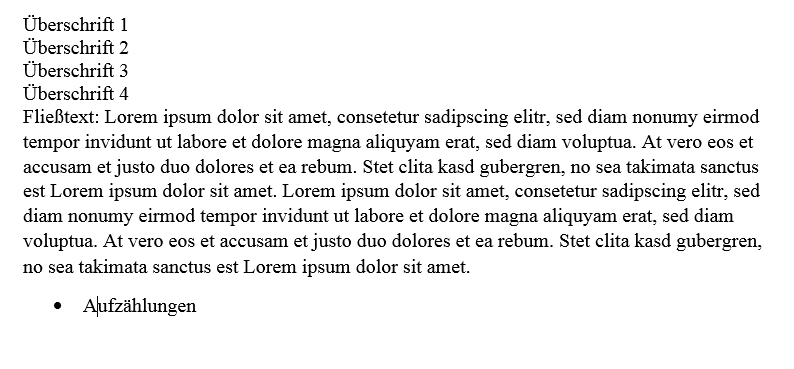 Überschrift 1
Überschrift 2
Überschrift 3
Überschrift 4
Fließtext: Lorem ipsum dolor sit amet, consetetur sadipscing elitr, sed diam nonumy eirmod
tempor invidunt ut labore et dolore magna aliquyam erat, sed diam voluptua. At vero eos et
accusam et justo duo dolores et ea rebum. Stet clita kasd gubergren, no sea takimata sanctus
est Lorem ipsum dolor sit amet. Lorem ipsum dolor sit amet, consetetur sadipscing elitr, sed
diam nonumy eirmod tempor invidunt ut labore et dolore magna aliquyam erat, sed diam
voluptua. At vero eos et accusam et justo duo dolores et ea rebum. Stet clita kasd gubergren,
no sea takimata sanctus est Lorem ipsum dolor sit amet.
• Aufzählungen